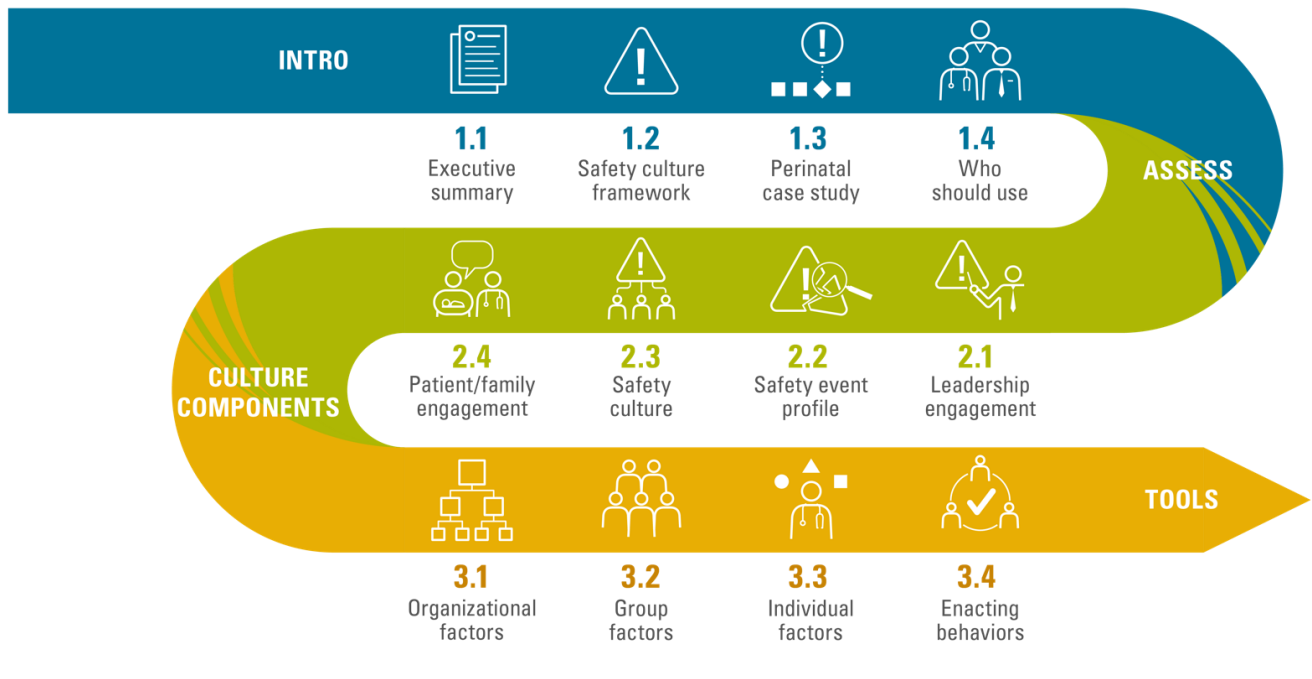 INTRO
1.1
Executive
summary
1.2
Safety culture
framework
1.3
Perinatal
case study
1.4
Who
should use
ASSESS
2.4
Patient/family
engagement
2.3
Safety
culture
2.2
Safety event
profile
2.1
Leadership
engagement
CULTURE
COMPONENTS
3.1
Organizational
factors
3.2
Group
factors
3.3
Individual
factors
3.4
Enacting
behaviors
TOOLS